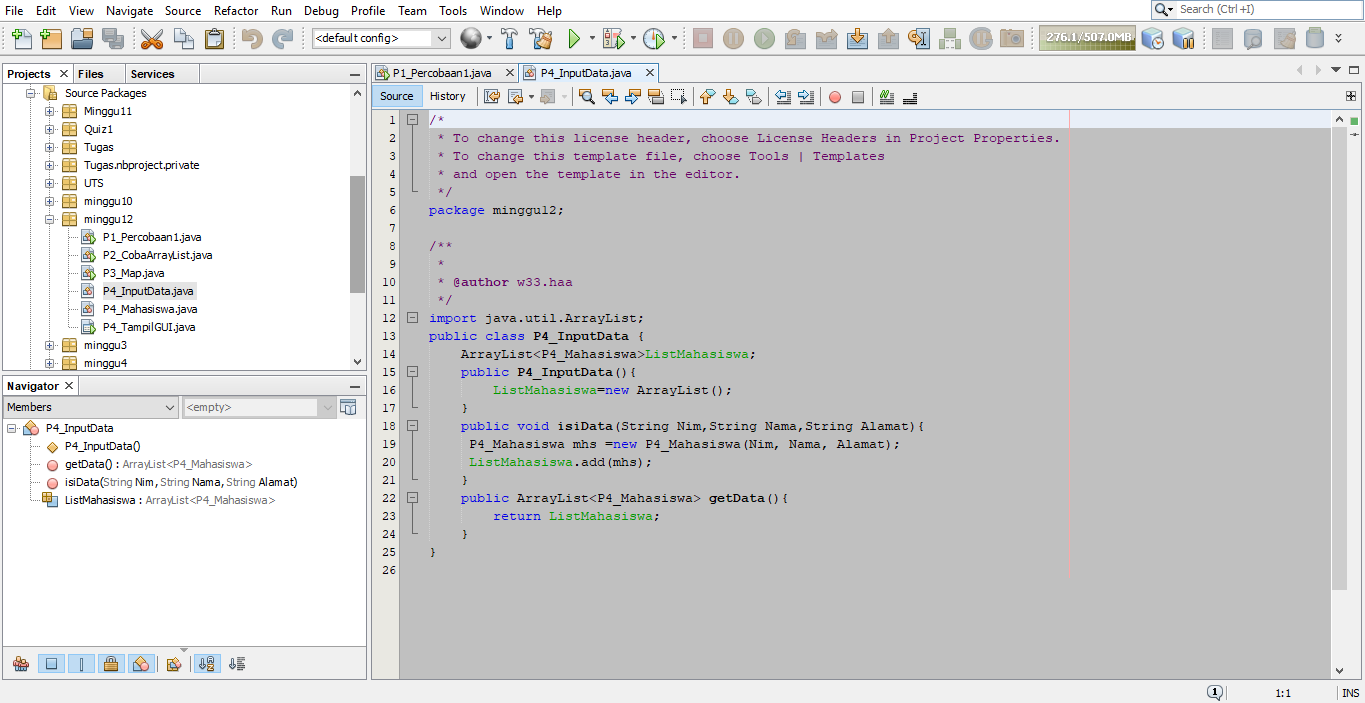 File Edit View Navigate Source Refactor Run Debug Profile Team Tools Window Help
Search (Ctrl+I)
<default config>
276.1/507.0MB
Projects Files Services
Source Packages
Minggu11
Quiz1
Tugas
Tugas.nbproject.private
UTS
minggu10
minggu12
P1_Percobaan1.java
P2_CobaArrayList.java
P3_Map.java
P4_InputData.java
P4_Mahasiswa.java
P4_TampilGUI.java
minggu3
minggu4
Navigator
Members <empty>
P4_InputData
P4_InputData()
getData() : ArrayList<P4_Mahasiswa>
isiData(String Nim, String Nama, String Alamat)
ListMahasiswa : ArrayList<P4_Mahasiswa>
P1_Percobaan1.java P4_InputData.java
Source History
1 /*
2 * To change this license header, choose License Headers in Project Properties.
3 * To change this template file, choose Tools | Templates
4 * and open the template in the editor.
5 */
6 package minggu12;
7
8 /**
9 *
10 * @author w33.haa
11 */
12 import java.util.ArrayList;
13 public class P4_InputData {
14 ArrayList<P4_Mahasiswa>ListMahasiswa;
15 public P4_InputData(){
16 ListMahasiswa=new ArrayList();
17 }
18 public void isiData(String Nim,String Nama,String Alamat){
19 P4_Mahasiswa mhs =new P4_Mahasiswa(Nim, Nama, Alamat);
20 ListMahasiswa.add(mhs);
21 }
22 public ArrayList<P4_Mahasiswa> getData(){
23 return ListMahasiswa;
24 }
25 }
26
1 1:1 INS